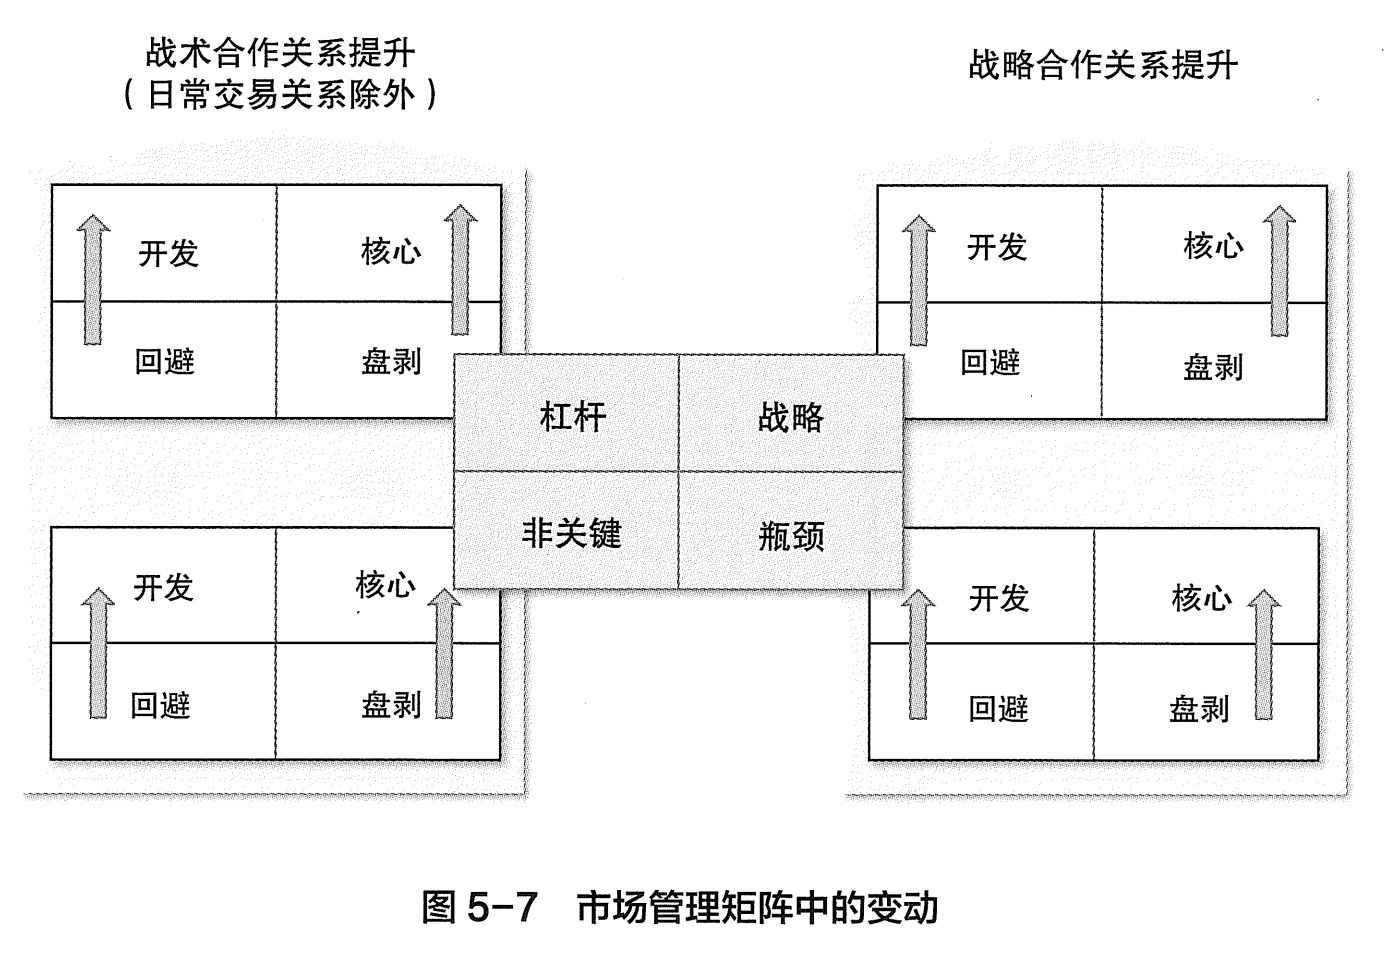 战术合作关系提升
（日常交易关系除外）
战略合作关系提升
开发
核心
回避
盘剥
开发
核心
回避
盘剥
杠杆
战略
非关键
瓶颈
开发
核心
回避
盘剥
开发
核心
回避
盘剥
图 5-7 市场管理矩阵中的变动